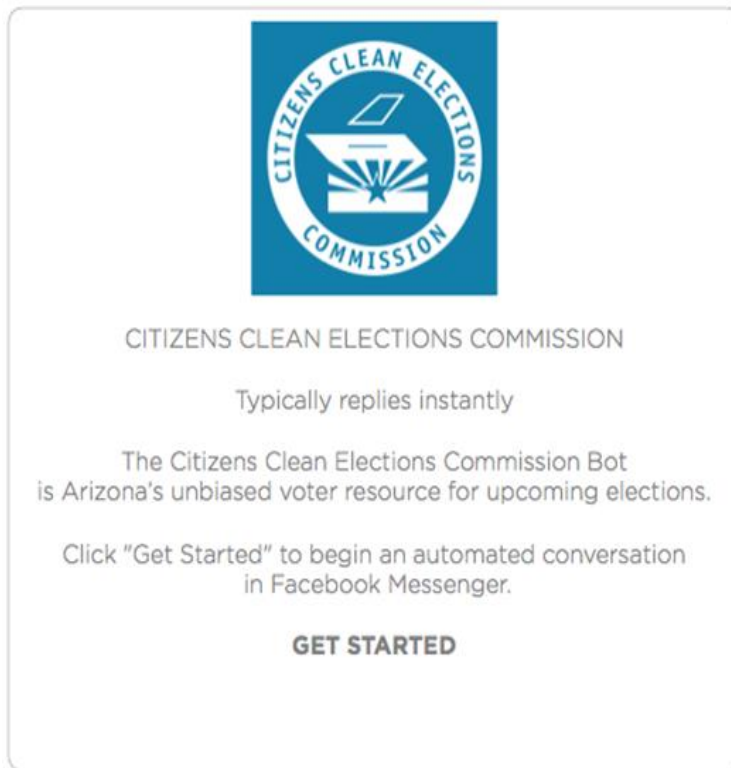 CITIZENS CLEAN ELECTIONS
COMMISSION
CITIZENS CLEAN ELECTIONS COMMISSION
Typically replies instantly
The Citizens Clean Elections Commission Bot
is Arizona's unbiased voter resource for upcoming elections.
Click "Get Started" to begin an automated conversation
in Facebook Messenger.
GET STARTED